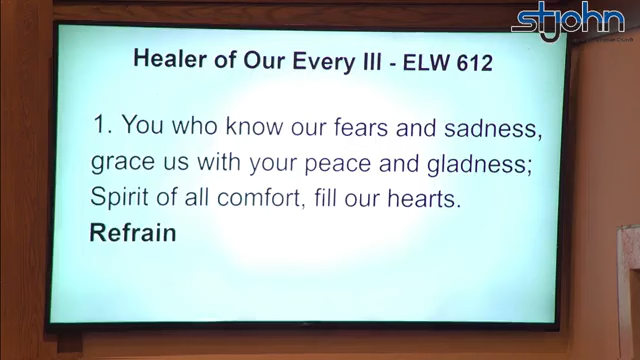 stjohn
Healer of Our Every Ill - ELW 612
1. You who know our fears and sadness,
grace us with your peace and gladness;
Spirit of all comfort, fill our hearts.
Refrain